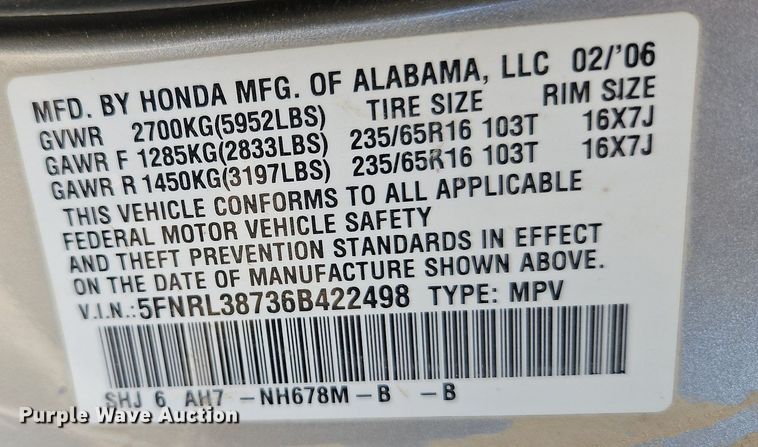 MFD. BY HONDA MFG. OF ALABAMA, LLC 02/'06
GVWR 2700KG(5952LBS) TIRE SIZE RIM SIZE
GAWR F 1285KG(2833LBS) 235/65R16 103T 16X7J
GAWR R 1450KG(3197LBS) 235/65R16 103T 16X7J
THIS VEHICLE CONFORMS TO ALL APPLICABLE
FEDERAL MOTOR VEHICLE SAFETY
AND THEFT PREVENTION STANDARDS IN EFFECT
ON THE DATE OF MANUFACTURE SHOWN ABOVE.
V.I.N.:5FNRL38736B422498 TYPE: MPV
SHJ 6 AH7 -NH678M-B -B
Purple Wave Auction